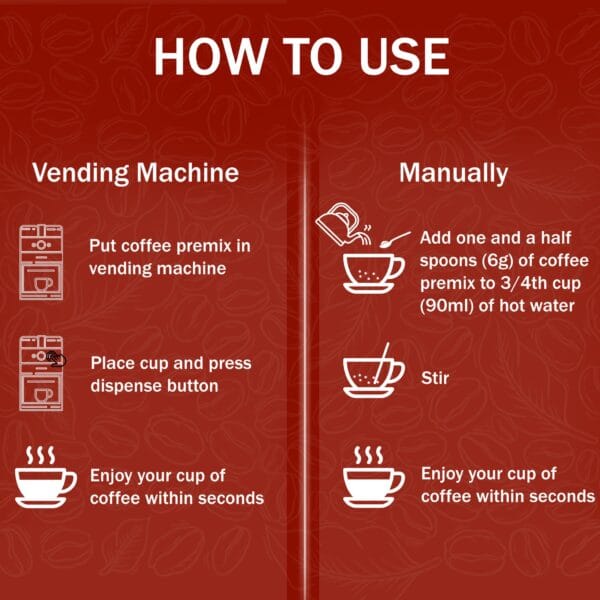 HOW TO USE
Vending Machine
Put coffee premix in
vending machine
Place cup and press
dispense button
Enjoy your cup of
coffee within seconds
Manually
Add one and a half
spoons (6g) of coffee
premix to 3/4th cup
(90ml) of hot water
Stir
Enjoy your cup of
coffee within seconds